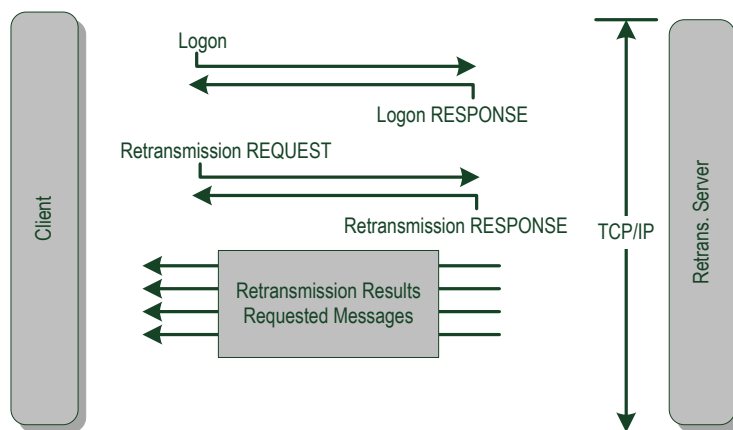 Logon
Logon RESPONSE
Retransmission REQUEST
Retransmission RESPONSE
Retransmission Results
Requested Messages
Client
TCP/IP
Retrans. Server